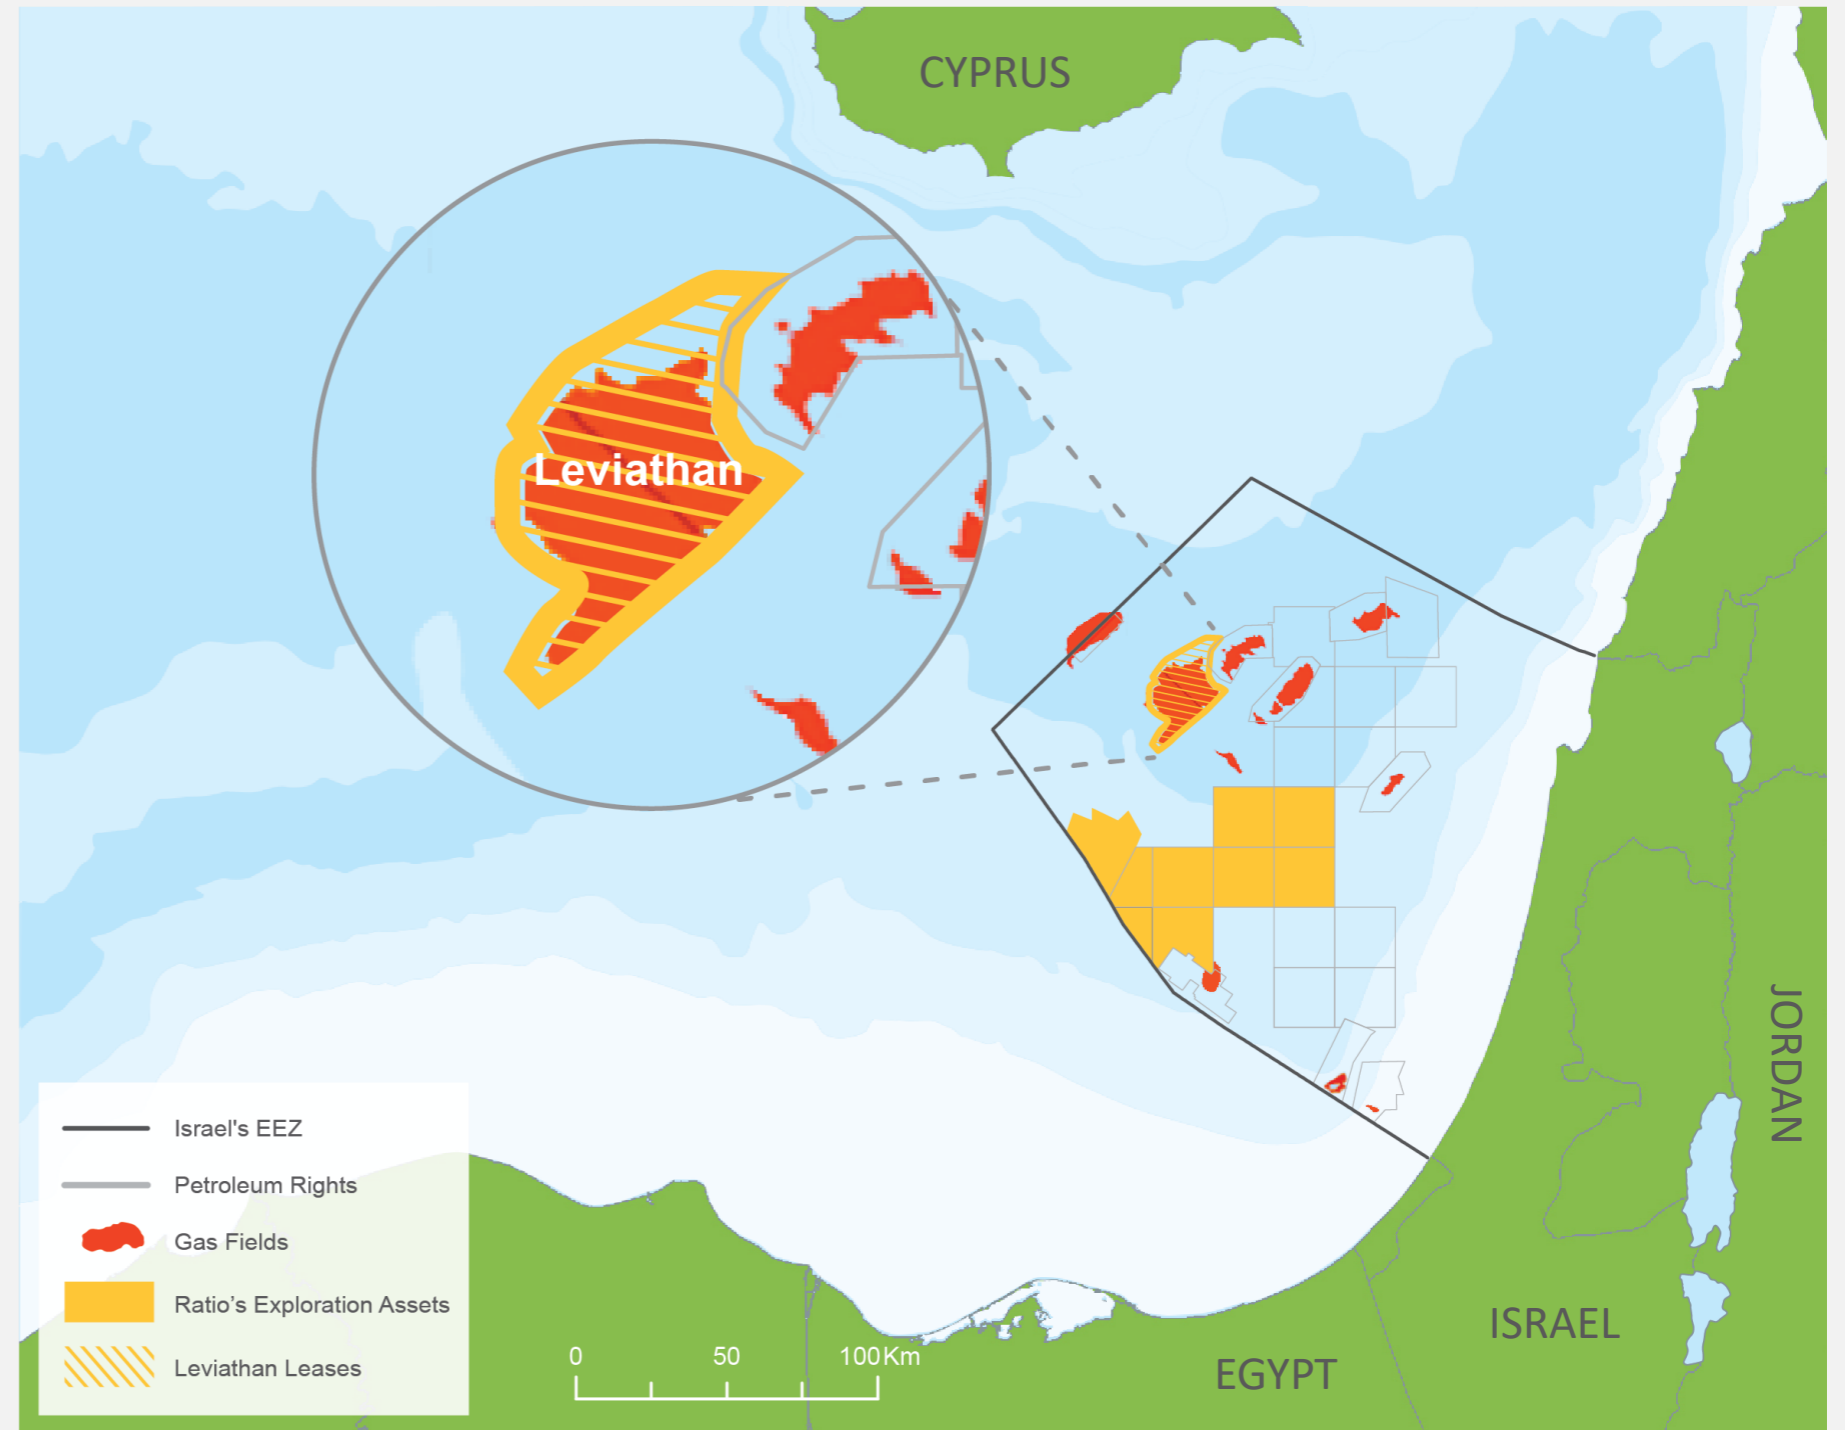 CYPRUS
Leviathan
JORDAN
Israel's EEZ
Petroleum Rights
Gas Fields
Ratio’s Exploration Assets
Leviathan Leases
0 50 100Km
ISRAEL
EGYPT